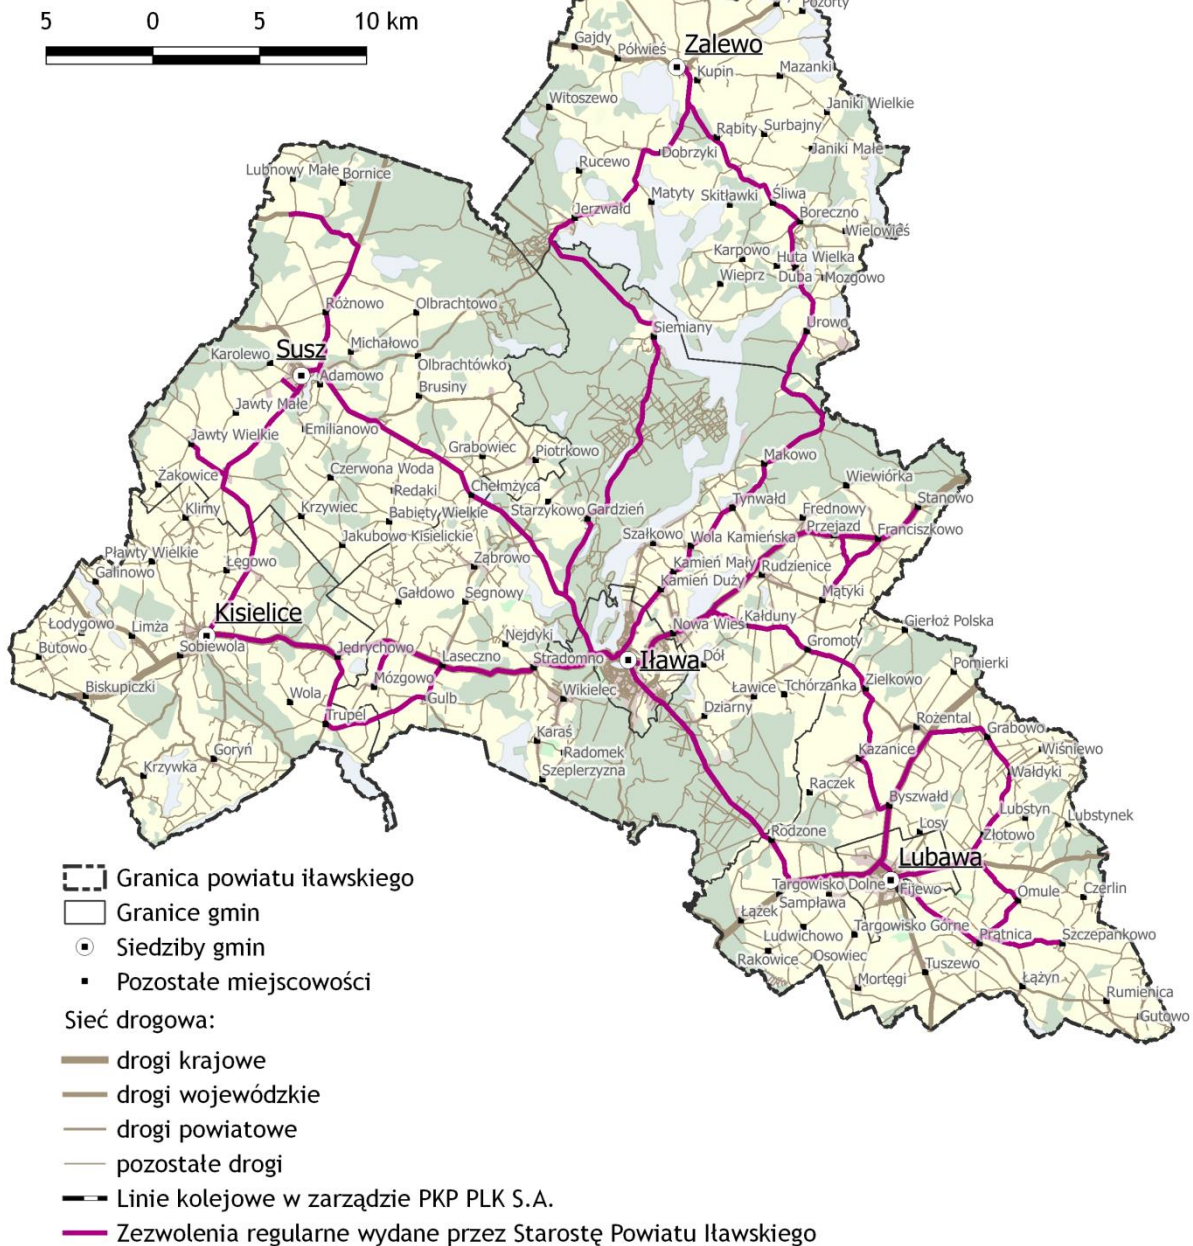 5 0 5 10 km
Pozorty
Gajdy
Półwieś
Zalewo
Kupin
Mazanki
Witoszewo
Janiki Wielkie
Rąbity
Surbajny
Dobrzyki
Janiki Małe
Rucewo
Lubnowy Małe
Bornice
Matyty
Skitławki
Śliwa
Jerzwałd
Boreczno
Wielowieś
Karpowo
Huta Wielka
Wieprz
Duba
Mozgowo
Różnowo
Olbrachtowo
Siemiany
Urowo
Susz
Michałowo
Karolewo
Olbrachtówko
Adamowo
Brusiny
Jawty Małe
Emilianowo
Jawty Wielkie
Grabowiec
Piotrkowo
Makowo
Czerwona Woda
Żakowice
Chełmżyca
Wiewiórka
Redaki
Stanowo
Klimy
Krzywiec
Babięty Wielkie
Starzykowo
Gardzień
Tynwałd
Frednowy
Przejazd
Franciszkowo
Jakubowo Kisielickie
Szałkowo
Wola Kamieńska
Pławty Wielkie
Ząbrowo
Łęgowo
Kamień Mały
Rudzienice
Galinowo
Kamień Duży
Gałdowo
Segnowy
Mątyki
Kisielice
Kałduny
Gierłoż Polska
Łodygowo
Limża
Nejdyki
Nowa Wieś
Gromoty
Butowo
Sobiewola
Jędrychowo
Laseczno
Stradomno
Iława
Dół
Pomierki
Biskupiczki
Wola
Mózgowo
Gulb
Wikielec
Ławice
Tchórzanka
Zielkowo
Trupel
Dziarny
Rożental
Karaś
Grabowo
Goryń
Radomek
Kazanice
Wiśniewo
Krzywka
Szeplerzyzna
Wałdyki
Raczek
Byszwałd
Lubstyn
Lubstynek
Rodzone
Losy
Złotowo
Lubawa
Targowisko Dolne
Fijewo
Omule
Czerlin
Sampława
Łążek
Targowisko Górne
Ludwichowo
Prątnica
Szczepankowo
Rakowice
Osowiec
Tuszewo
Mortęgi
Łążyn
Rumienica
Gutowo
Granica powiatu iławskiego
Granice gmin
Siedziby gmin
Pozostałe miejscowości
Sieć drogowa:
drogi krajowe
drogi wojewódzkie
drogi powiatowe
pozostałe drogi
Linie kolejowe w zarządzie PKP PLK S.A.
Zezwolenia regularne wydane przez Starostę Powiatu Iławskiego